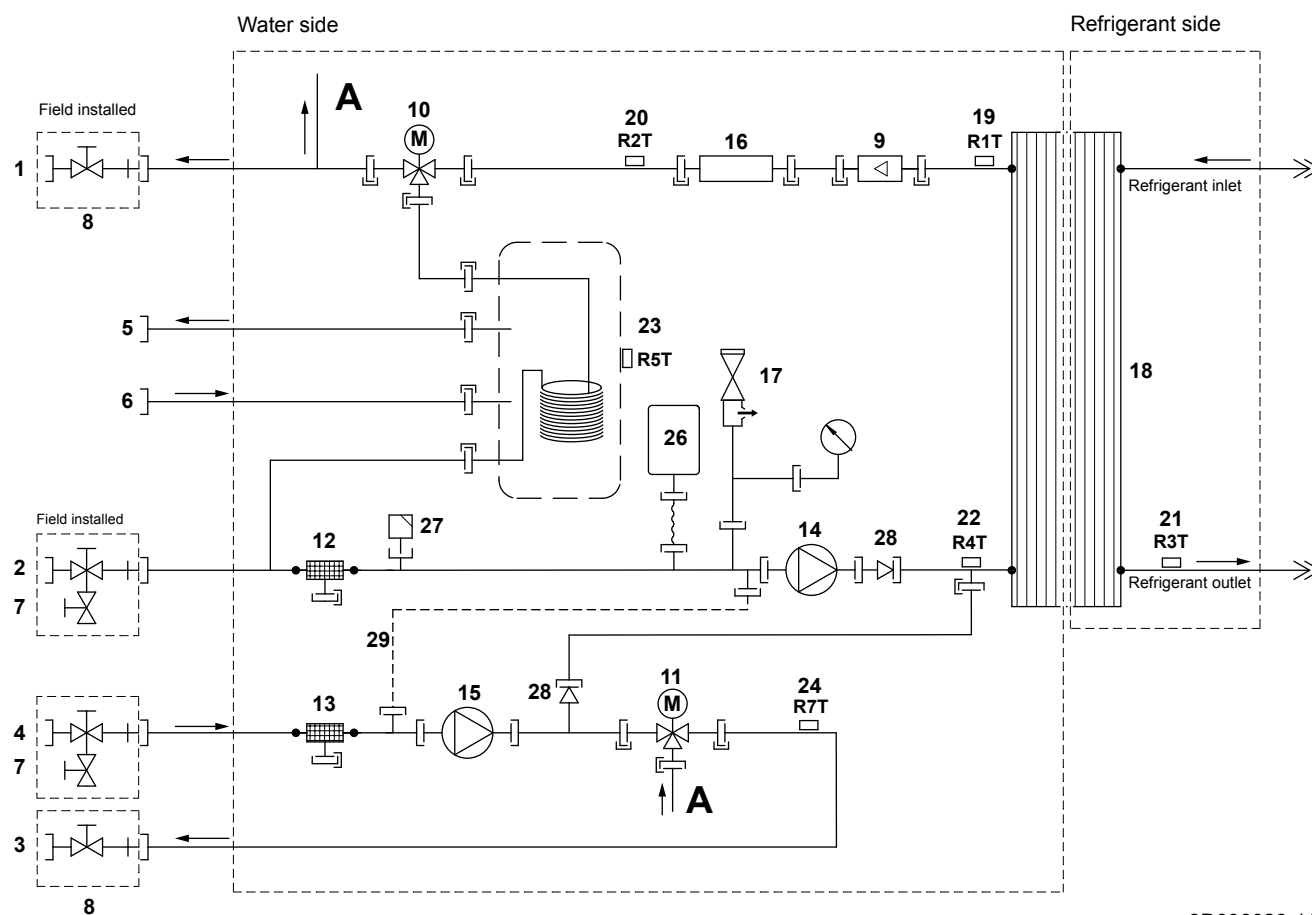 Water side
Refrigerant side
Field installed
A
10
M
20
R2T
16
9
19
R1T
1
8
Refrigerant inlet
5
23
R5T
17
18
6
26
Field installed
27
12
14
28
22
R4T
21
R3T
2
7
Refrigerant outlet
29
11
M
24
R7T
13
15
28
4
7
A
3
8